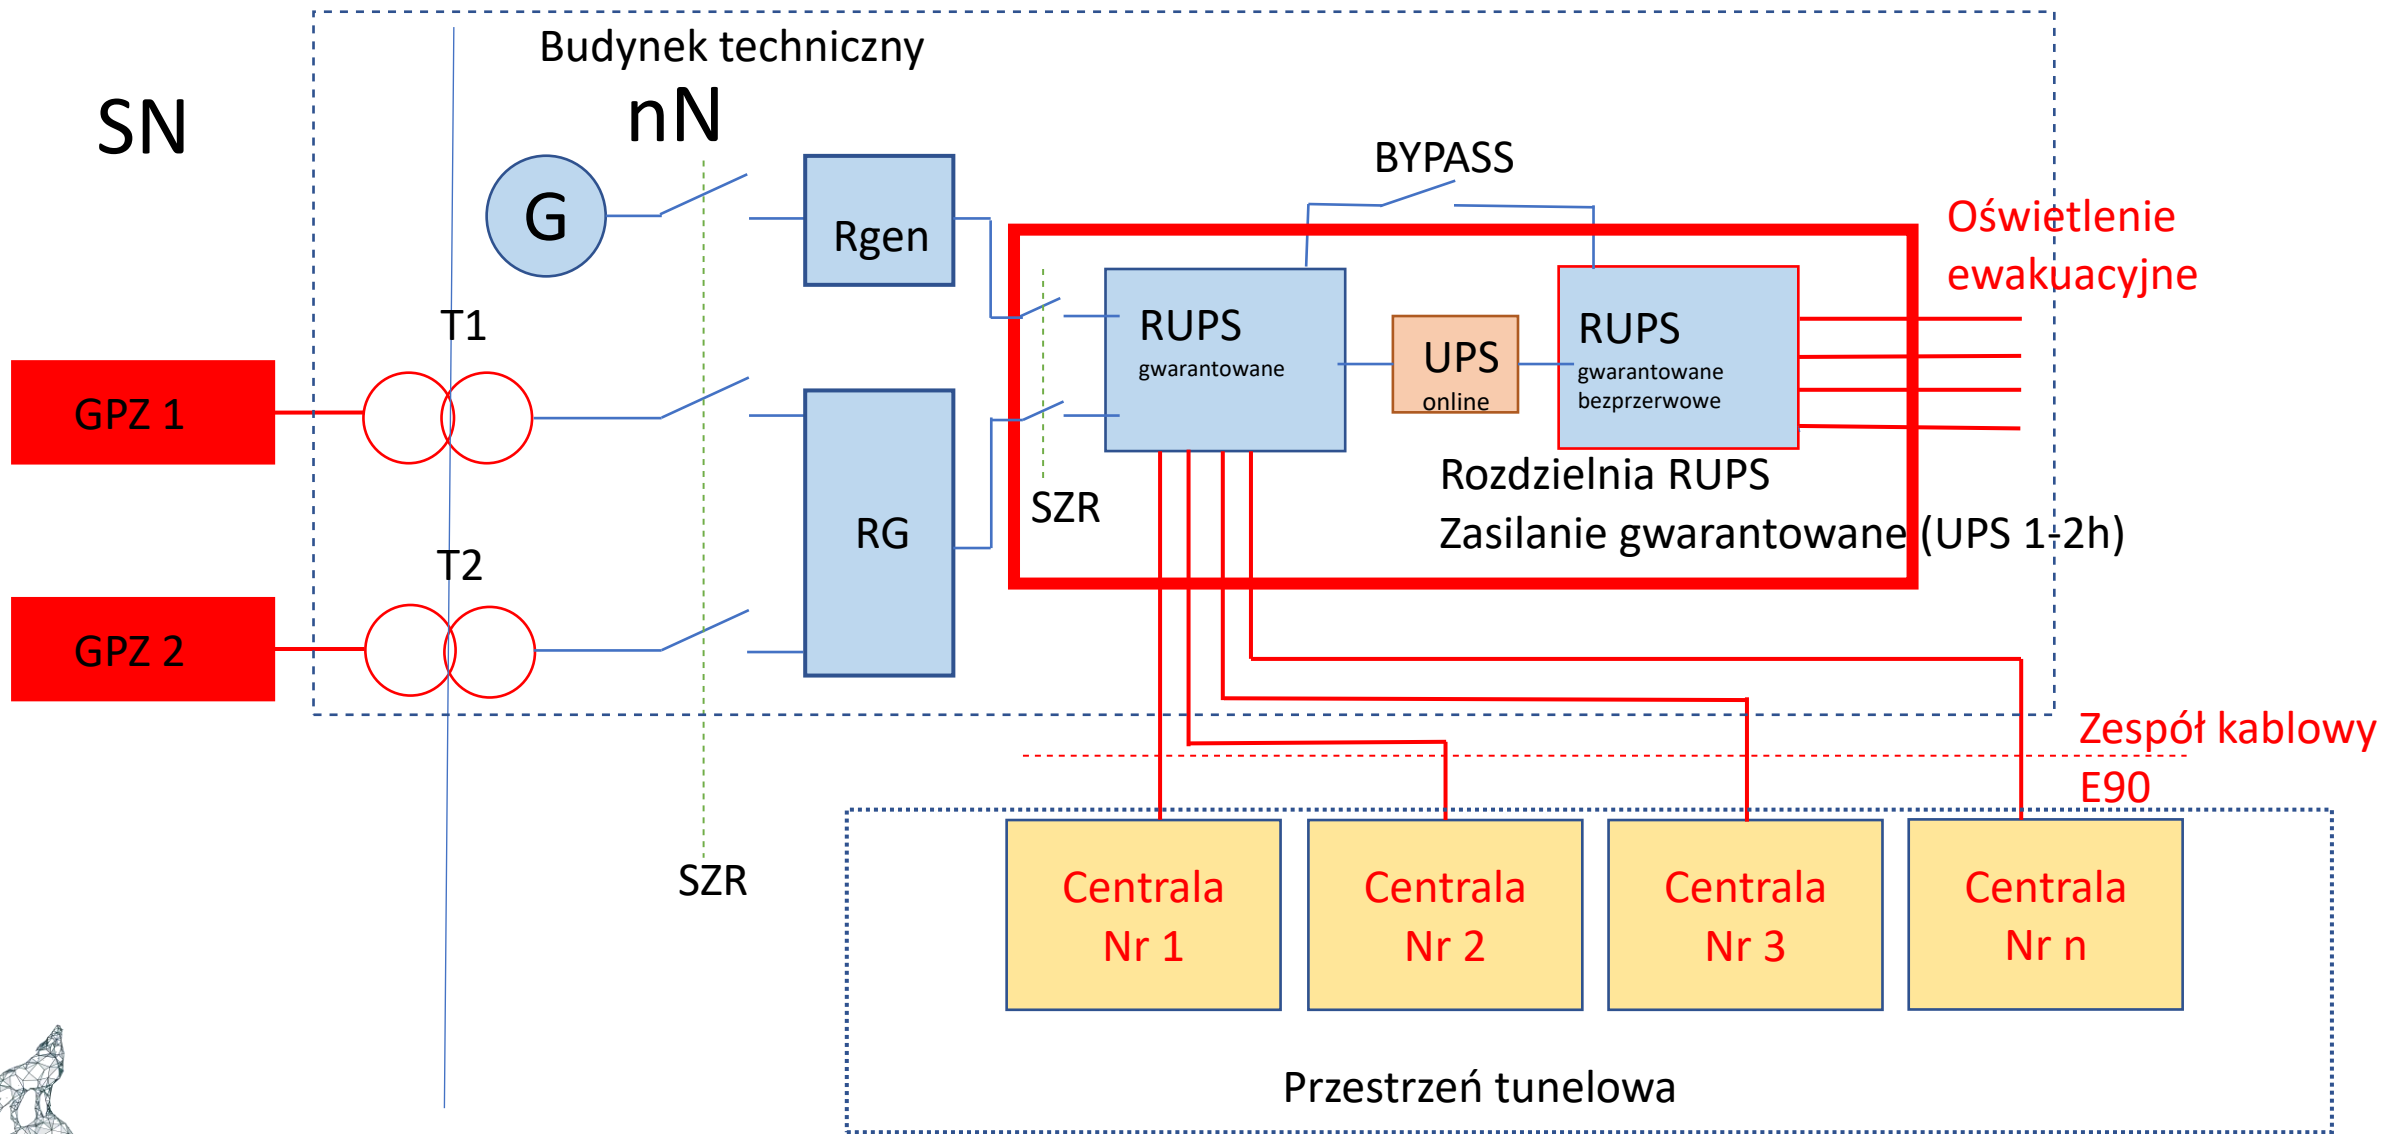 Budynek techniczny
SN
nN
BYPASS
G
Rgen
Oświetlenie
ewakuacyjne
T1
RUPS
gwarantowane
UPS
online
RUPS
gwarantowane
bezprzerwowe
GPZ 1
Rozdzielnia RUPS
Zasilanie gwarantowane (UPS 1-2h)
SZR
RG
T2
GPZ 2
Zespół kablowy
E90
SZR
Centrala
Nr 1
Centrala
Nr 2
Centrala
Nr 3
Centrala
Nr n
Przestrzeń tunelowa